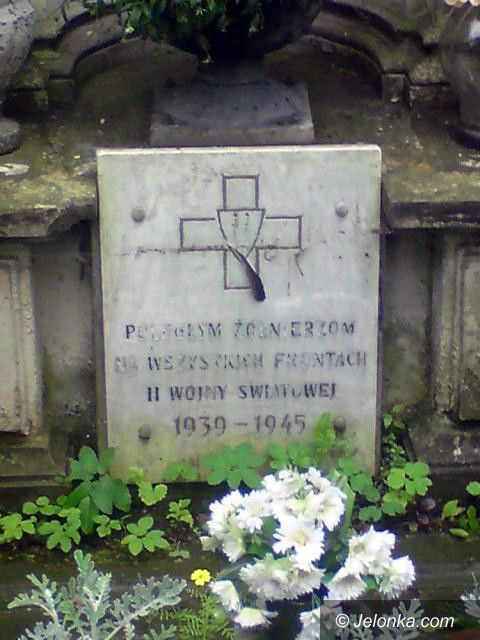 POLEGŁYM ŻOŁNIERZOM
NA WSZYSTKICH FRONTACH
II WOJNY ŚWIATOWEJ
1939 - 1945
© Jelonka.com